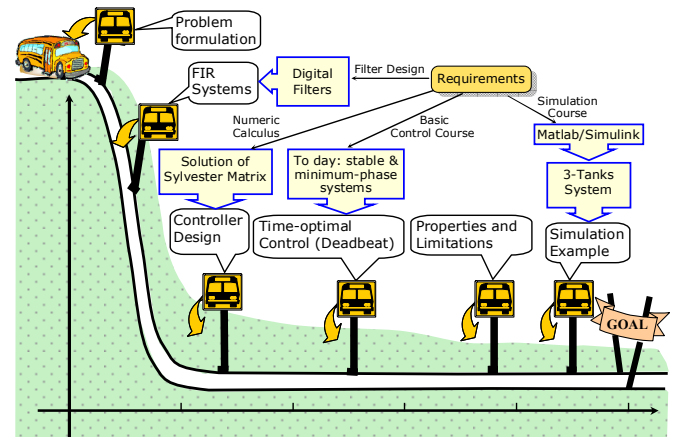 Problem
formulation
FIR
Systems
Digital
Filters
Filter Design
Requirements
Simulation
Course
Numeric
Calculus
Basic
Control Course
Matlab/Simulink
Solution of
Sylvester Matrix
To day: stable &
minimum-phase
systems
3-Tanks
System
Controller
Design
Time-optimal
Control (Deadbeat)
Properties and
Limitations
Simulation
Example
GOAL